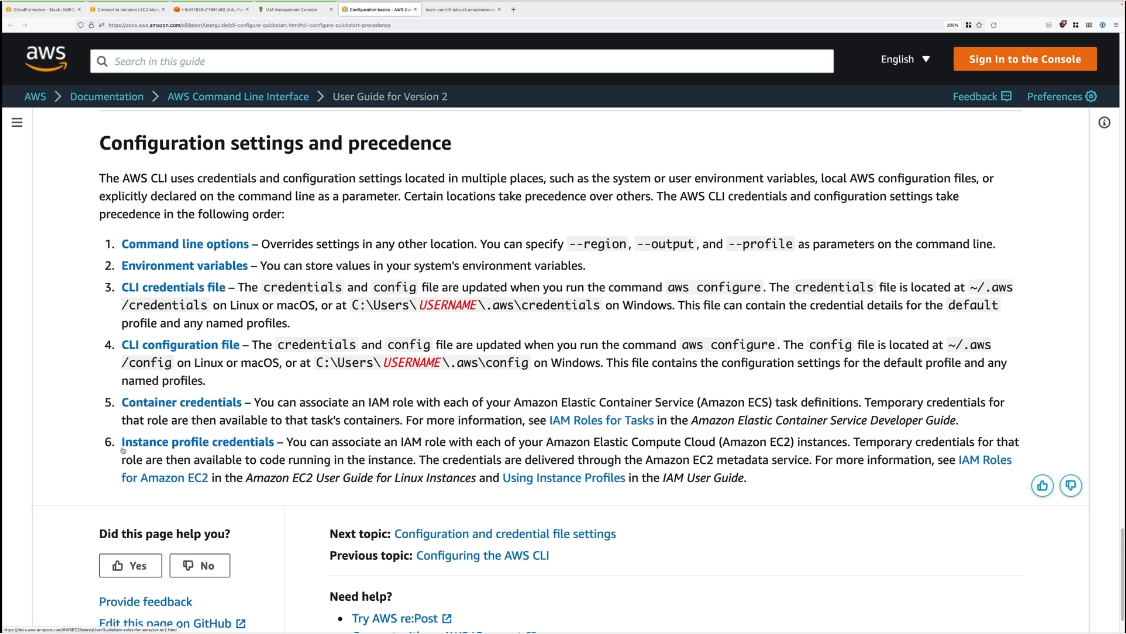 CloudFormation - Stack
Connect to instance | EC2 Man
IAM Management Console
Configuration basics - AWS Co
https://docs.aws.amazon.com/cli/latest/userguide/cli-configure-quickstart.html#cli-configure-quickstart-precedence
200%
aws
Search in this guide
English
Sign In to the Console
AWS > Documentation > AWS Command Line Interface > User Guide for Version 2
Feedback
Preferences
Configuration settings and precedence
The AWS CLI uses credentials and configuration settings located in multiple places, such as the system or user environment variables, local AWS configuration files, or
explicitly declared on the command line as a parameter. Certain locations take precedence over others. The AWS CLI credentials and configuration settings take
precedence in the following order:
1. Command line options – Overrides settings in any other location. You can specify --region, --output, and --profile as parameters on the command line.
2. Environment variables – You can store values in your system's environment variables.
3. CLI credentials file – The credentials and config file are updated when you run the command aws configure. The credentials file is located at ~/.aws
/credentials on Linux or macOS, or at C:\Users\USERNAME\.aws\credentials on Windows. This file can contain the credential details for the default
profile and any named profiles.
4. CLI configuration file – The credentials and config file are updated when you run the command aws configure. The config file is located at ~/.aws
/config on Linux or macOS, or at C:\Users\USERNAME\.aws\config on Windows. This file contains the configuration settings for the default profile and any
named profiles.
5. Container credentials – You can associate an IAM role with each of your Amazon Elastic Container Service (Amazon ECS) task definitions. Temporary credentials for
that role are then available to that task's containers. For more information, see IAM Roles for Tasks in the Amazon Elastic Container Service Developer Guide.
6. Instance profile credentials – You can associate an IAM role with each of your Amazon Elastic Compute Cloud (Amazon EC2) instances. Temporary credentials for that
role are then available to code running in the instance. The credentials are delivered through the Amazon EC2 metadata service. For more information, see IAM Roles
for Amazon EC2 in the Amazon EC2 User Guide for Linux Instances and Using Instance Profiles in the IAM User Guide.
Did this page help you?
Yes
No
Provide feedback
Edit this page on GitHub
Next topic: Configuration and credential file settings
Previous topic: Configuring the AWS CLI
Need help?
• Try AWS re:Post